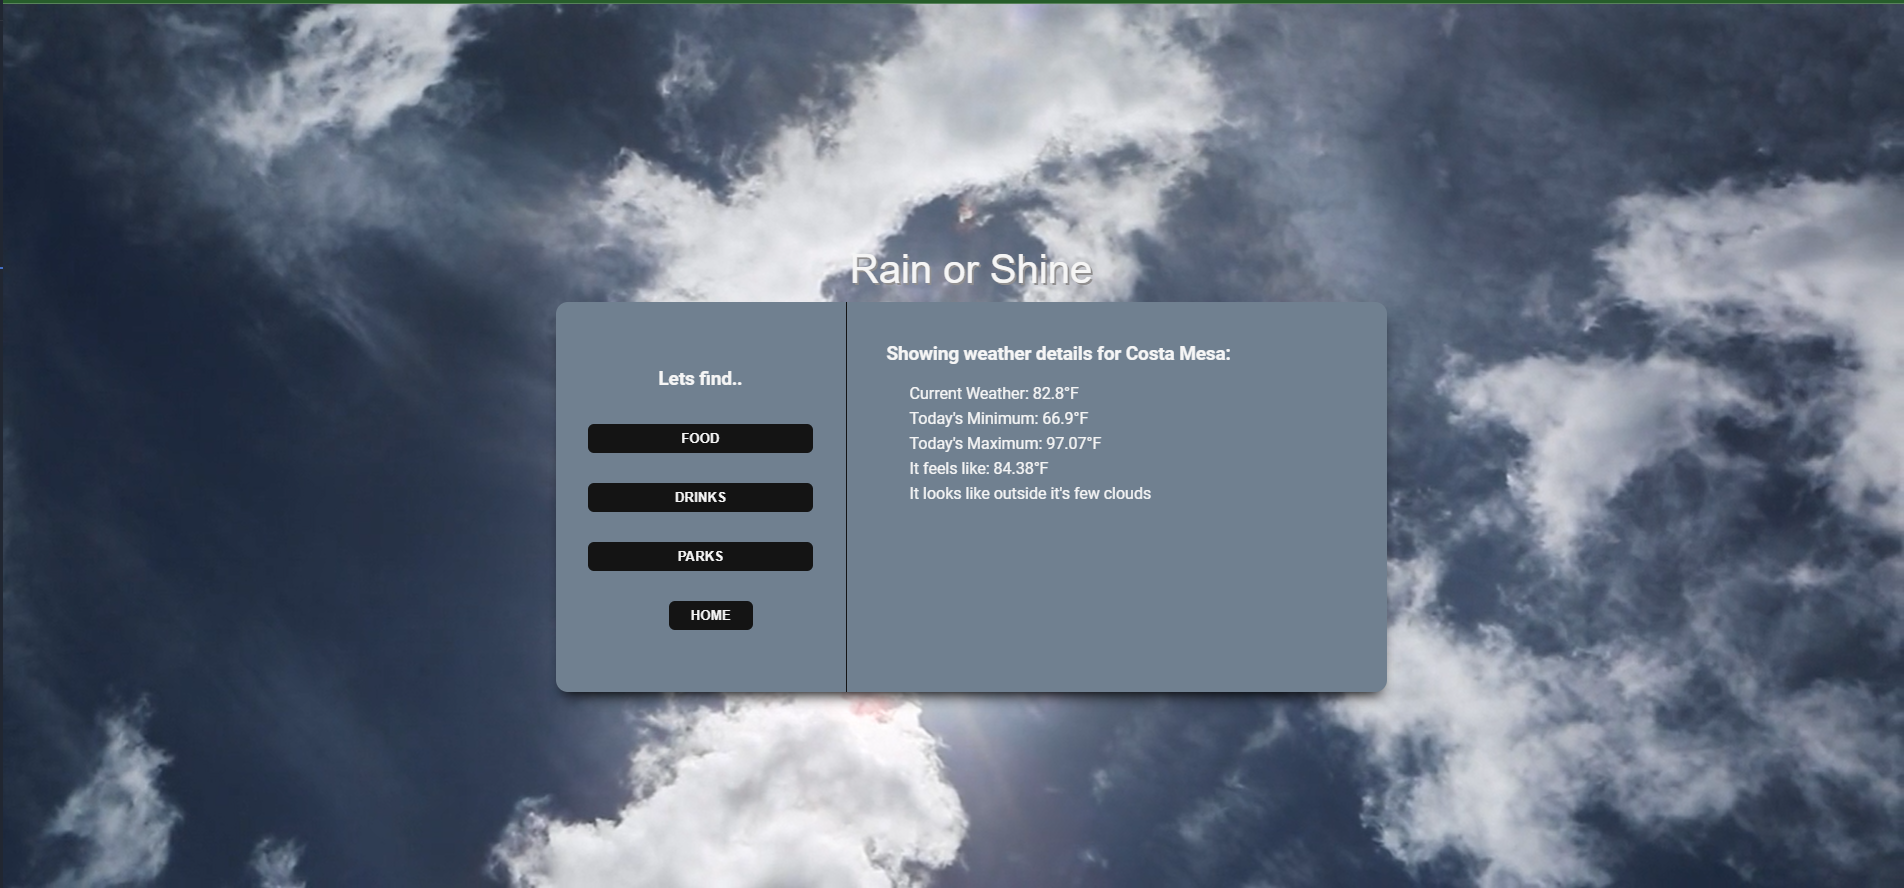 Rain or Shine
Lets find..
FOOD
DRINKS
PARKS
HOME
Showing weather details for Costa Mesa:
Current Weather: 82.8°F
Today's Minimum: 66.9°F
Today's Maximum: 97.07°F
It feels like: 84.38°F
It looks like outside it's few clouds